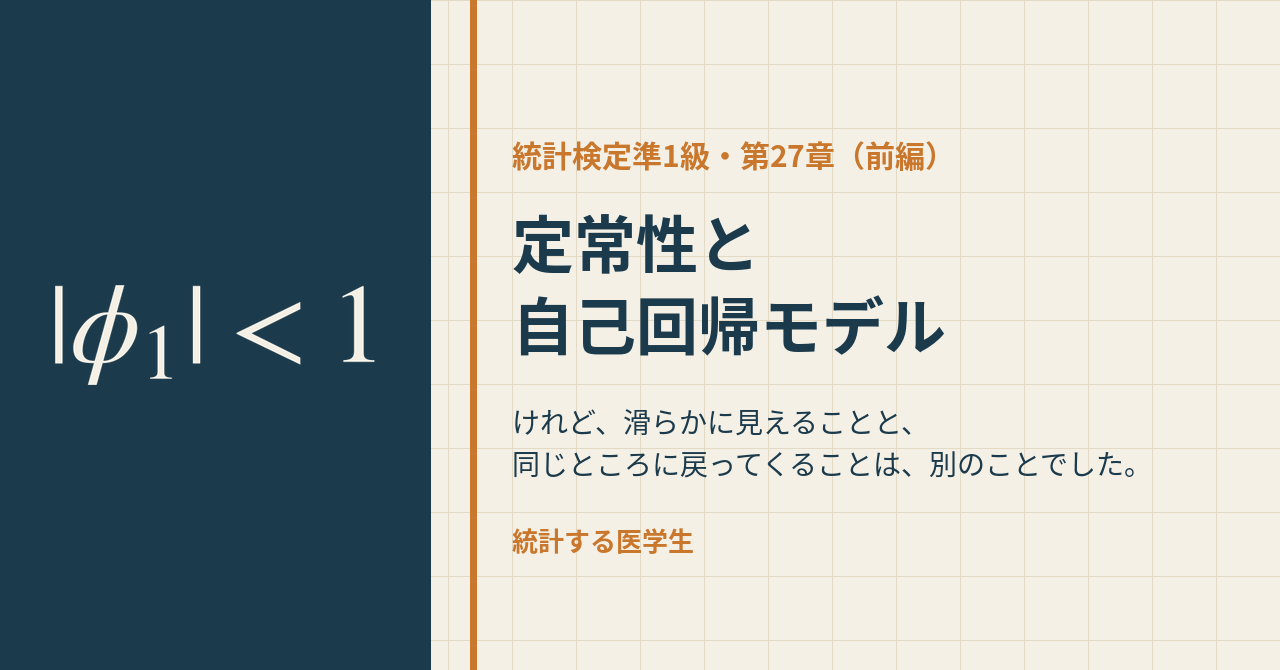 |ϕ₁| < 1
統計検定準1級・第27章（前編）
定常性と
自己回帰モデル
けれど、滑らかに見えることと、
同じところに戻ってくることは、別のことでした。
統計する医学生